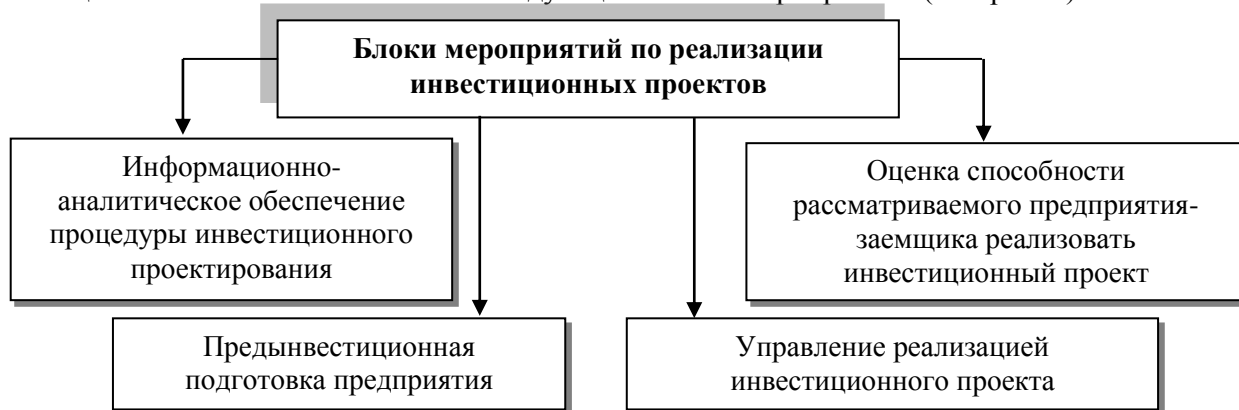 Блоки мероприятий по реализации
инвестиционных проектов
Информационно-
аналитическое обеспечение
процедуры инвестиционного
проектирования
Оценка способности
рассматриваемого предприятия-
заемщика реализовать
инвестиционный проект
Предынвестиционная
подготовка предприятия
Управление реализацией
инвестиционного проекта